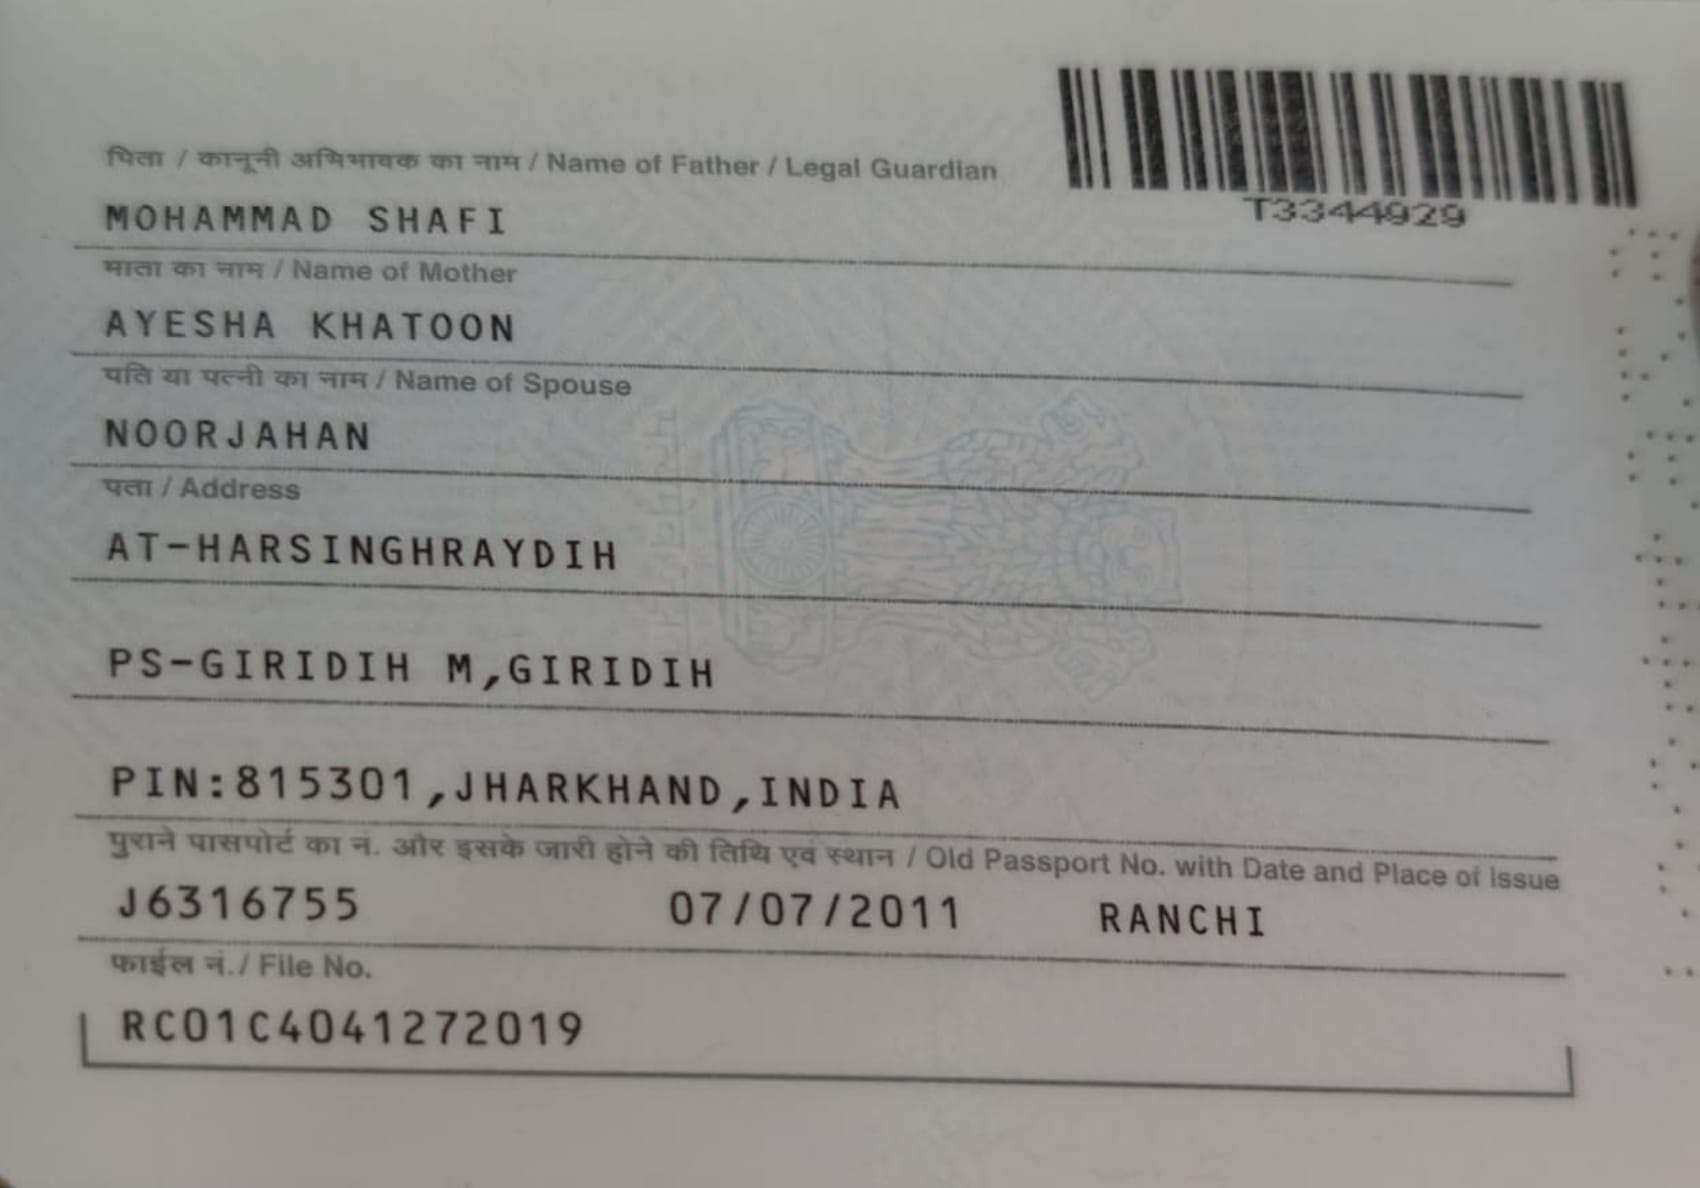 T3344929
पिता / कानूनी अभिभावक का नाम / Name of Father / Legal Guardian
MOHAMMAD SHAFI
माता का नाम / Name of Mother
AYESHA KHATOON
पति या पत्नी का नाम / Name of Spouse
NOORJAHAN
पता / Address
AT-HARSINGHRAYDIH
PS-GIRIDIH M,GIRIDIH
PIN:815301,JHARKHAND,INDIA
पुराने पासपोर्ट का नं. और इसके जारी होने की तिथि एवं स्थान / Old Passport No. with Date and Place of Issue
J6316755 07/07/2011 RANCHI
फाईल नं./ File No.
RC01C4041272019